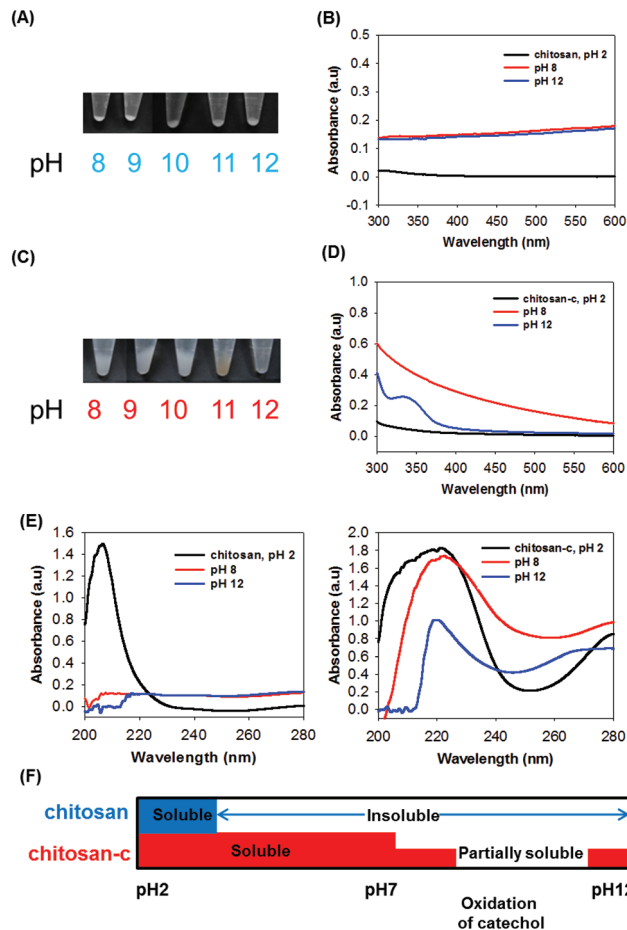 (A)
pH 8 9 10 11 12
(B)
Absorbance (a.u)
0.5
0.4
0.3
0.2
0.1
0.0
-0.1
chitosan, pH 2
pH 8
pH 12
300 350 400 450 500 550 600
Wavelength (nm)
(C)
pH 8 9 10 11 12
(D)
Absorbance (a.u)
1.0
0.8
0.6
0.4
0.2
0.0
chitosan-c, pH 2
pH 8
pH 12
300 350 400 450 500 550 600
Wavelength (nm)
(E)
Absorbance (a.u)
1.6
1.4
1.2
1.0
0.8
0.6
0.4
0.2
0.0
chitosan, pH 2
pH 8
pH 12
200 220 240 260 280
Wavelength (nm)
Absorbance (a.u)
2.0
1.8
1.6
1.4
1.2
1.0
0.8
0.6
0.4
0.2
0.0
chitosan-c, pH 2
pH 8
pH 12
200 220 240 260 280
Wavelength (nm)
(F)
chitosan Soluble Insoluble
chitosan-c Soluble Partially soluble
pH2 pH7 pH12
Oxidation
of catechol